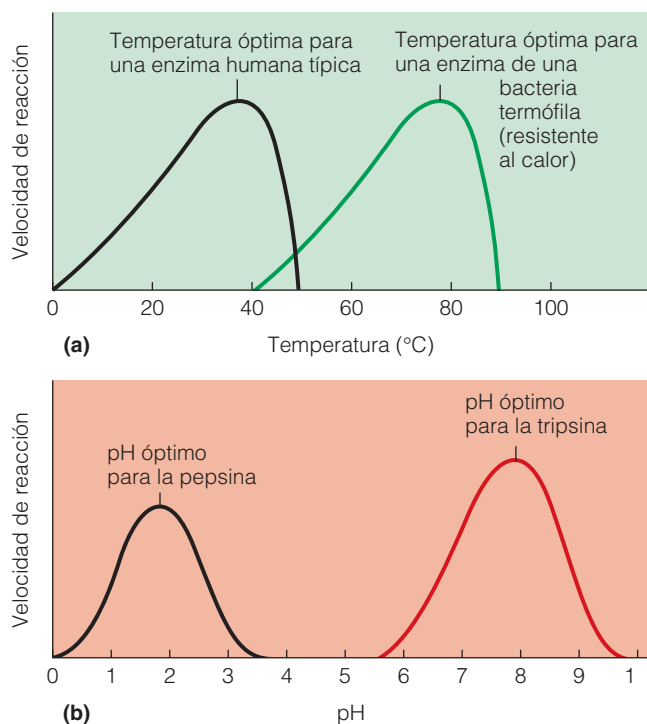 Temperatura óptima para
una enzima humana típica
Temperatura óptima para
una enzima de una
bacteria
termófila
(resistente
al calor)
Velocidad de reacción
0 20 40 60 80 100
(a)
Temperatura (°C)
pH óptimo
para la pepsina
pH óptimo
para la tripsina
Velocidad de reacción
0 1 2 3 4 5 6 7 8 9 1
(b)
pH